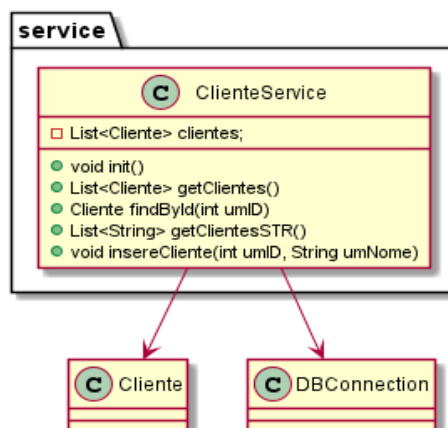 service
C ClienteService
List<Cliente> clientes;
void init()
List<Cliente> getClientes()
Cliente findById(int umID)
List<String> getClientesSTR()
void insereCliente(int umID, String umNome)
C Cliente
C DBConnection